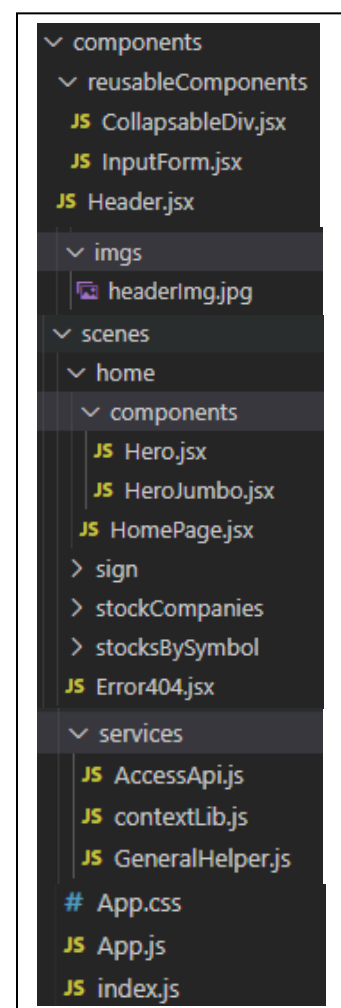 components
reusableComponents
JS CollapsableDiv.jsx
JS InputForm.jsx
JS Header.jsx
imgs
headerImg.jpg
scenes
home
components
JS Hero.jsx
JS HeroJumbo.jsx
JS HomePage.jsx
sign
stockCompanies
stocksBySymbol
JS Error404.jsx
services
JS AccessApi.js
JS contextLib.js
JS GeneralHelper.js
# App.css
JS App.js
JS index.js